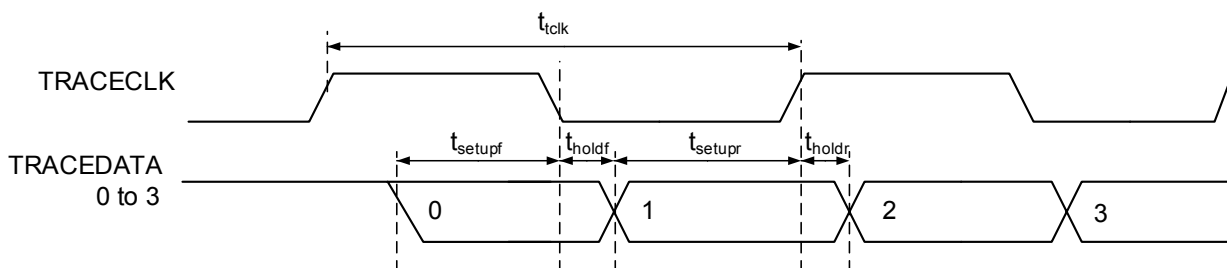 t_tclk
TRACECLK
t_setupf t_holdf t_setupr t_holdr
TRACEDATA
0 to 3
0 1 2 3